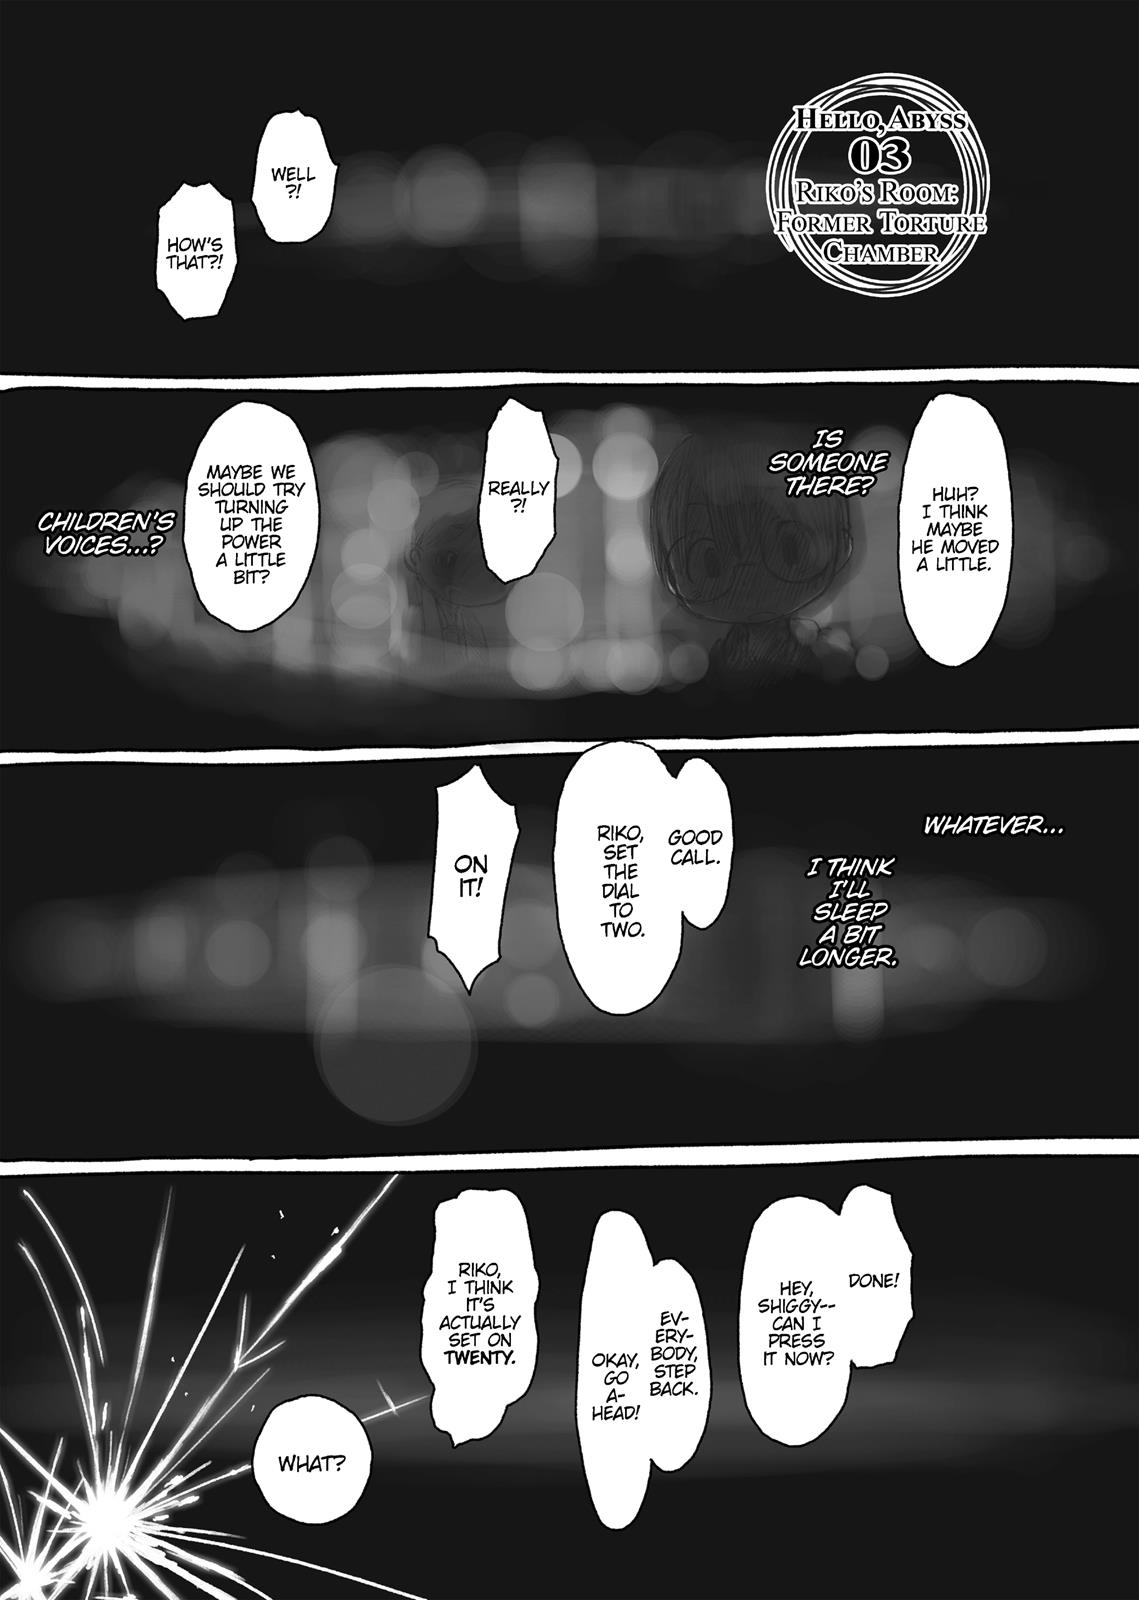 HELLO, ABYSS
03
RIKO'S ROOM:
FORMER TORTURE
CHAMBER
WELL
?!
HOW'S
THAT?!
HUH?
I THINK
MAYBE
HE MOVED
A LITTLE.
IS
SOMEONE
THERE?
REALLY
?!
MAYBE WE
SHOULD TRY
TURNING
UP THE
POWER
A LITTLE
BIT?
CHILDREN'S
VOICES...?
WHATEVER...
I THINK
I'LL
SLEEP
A BIT
LONGER.
GOOD
CALL.
RIKO,
SET
THE
DIAL
TO
TWO.
ON
IT!
DONE!
HEY,
SHIGGY--
CAN I
PRESS
IT NOW?
EV-
ERY-
BODY,
STEP
BACK.
OKAY,
GO
A-
HEAD!
RIKO,
I THINK
IT'S
ACTUALLY
SET ON
TWENTY.
WHAT?